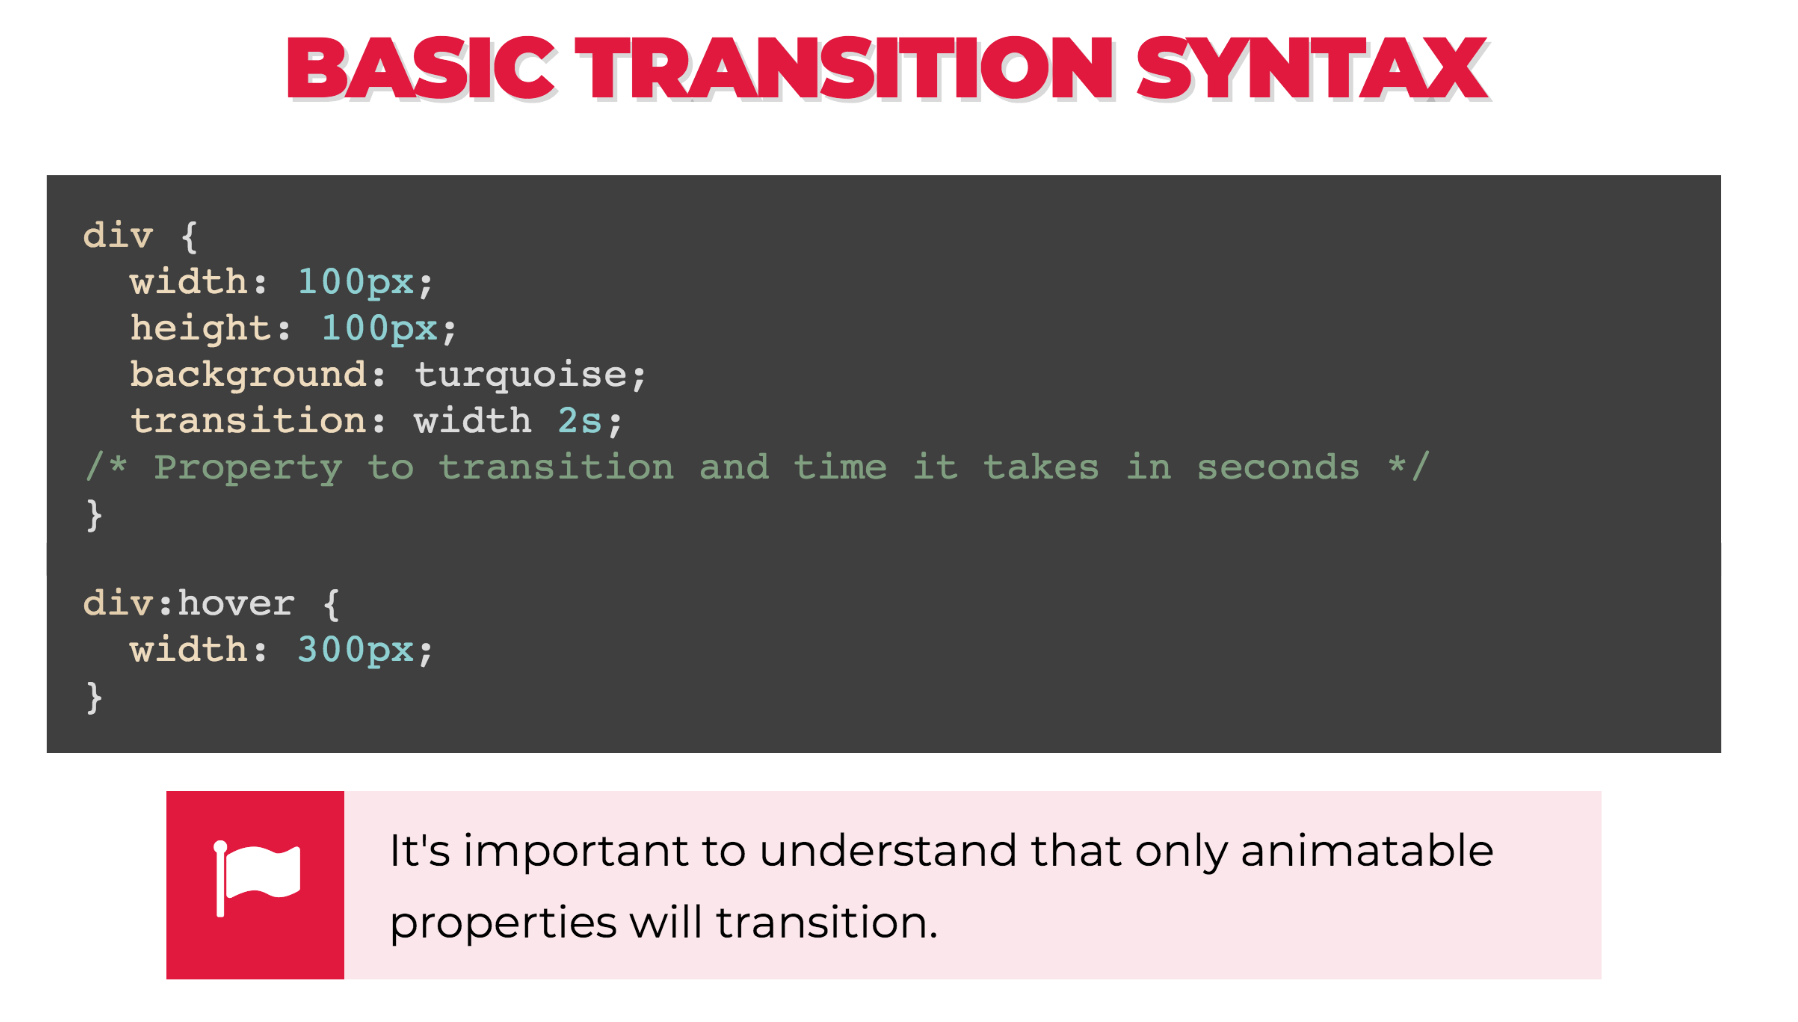 BASIC TRANSITION SYNTAX
div {
  width: 100px;
  height: 100px;
  background: turquoise;
  transition: width 2s;
/* Property to transition and time it takes in seconds */
}
div:hover {
  width: 300px;
}
It's important to understand that only animatable
properties will transition.